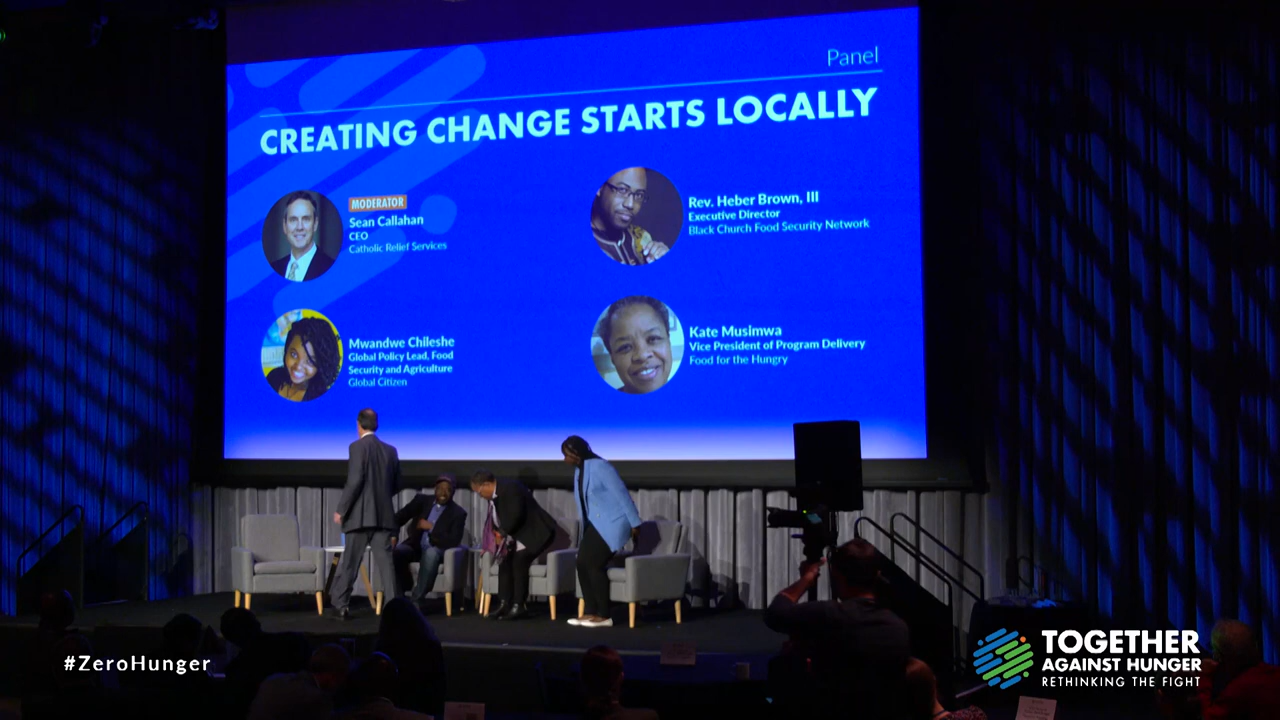 Panel
CREATING CHANGE STARTS LOCALLY
MODERATOR
Sean Callahan
CEO
Catholic Relief Services
Rev. Heber Brown, III
Executive Director
Black Church Food Security Network
Mwandwe Chileshe
Global Policy Lead, Food
Security and Agriculture
Global Citizen
Kate Musimwa
Vice President of Program Delivery
Food for the Hungry
#ZeroHunger
TOGETHER
AGAINST HUNGER
RETHINKING THE FIGHT